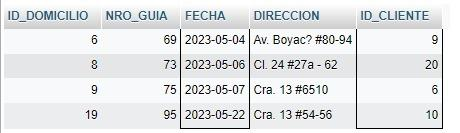 ID_DOMICILIO NRO_GUIA FECHA DIRECCION ID_CLIENTE
6 69 2023-05-04 Av. Boyac? #80-94 9
8 73 2023-05-06 Cl. 24 #27a - 62 20
9 75 2023-05-07 Cra. 13 #6510 6
19 95 2023-05-22 Cra. 13 #54-56 10